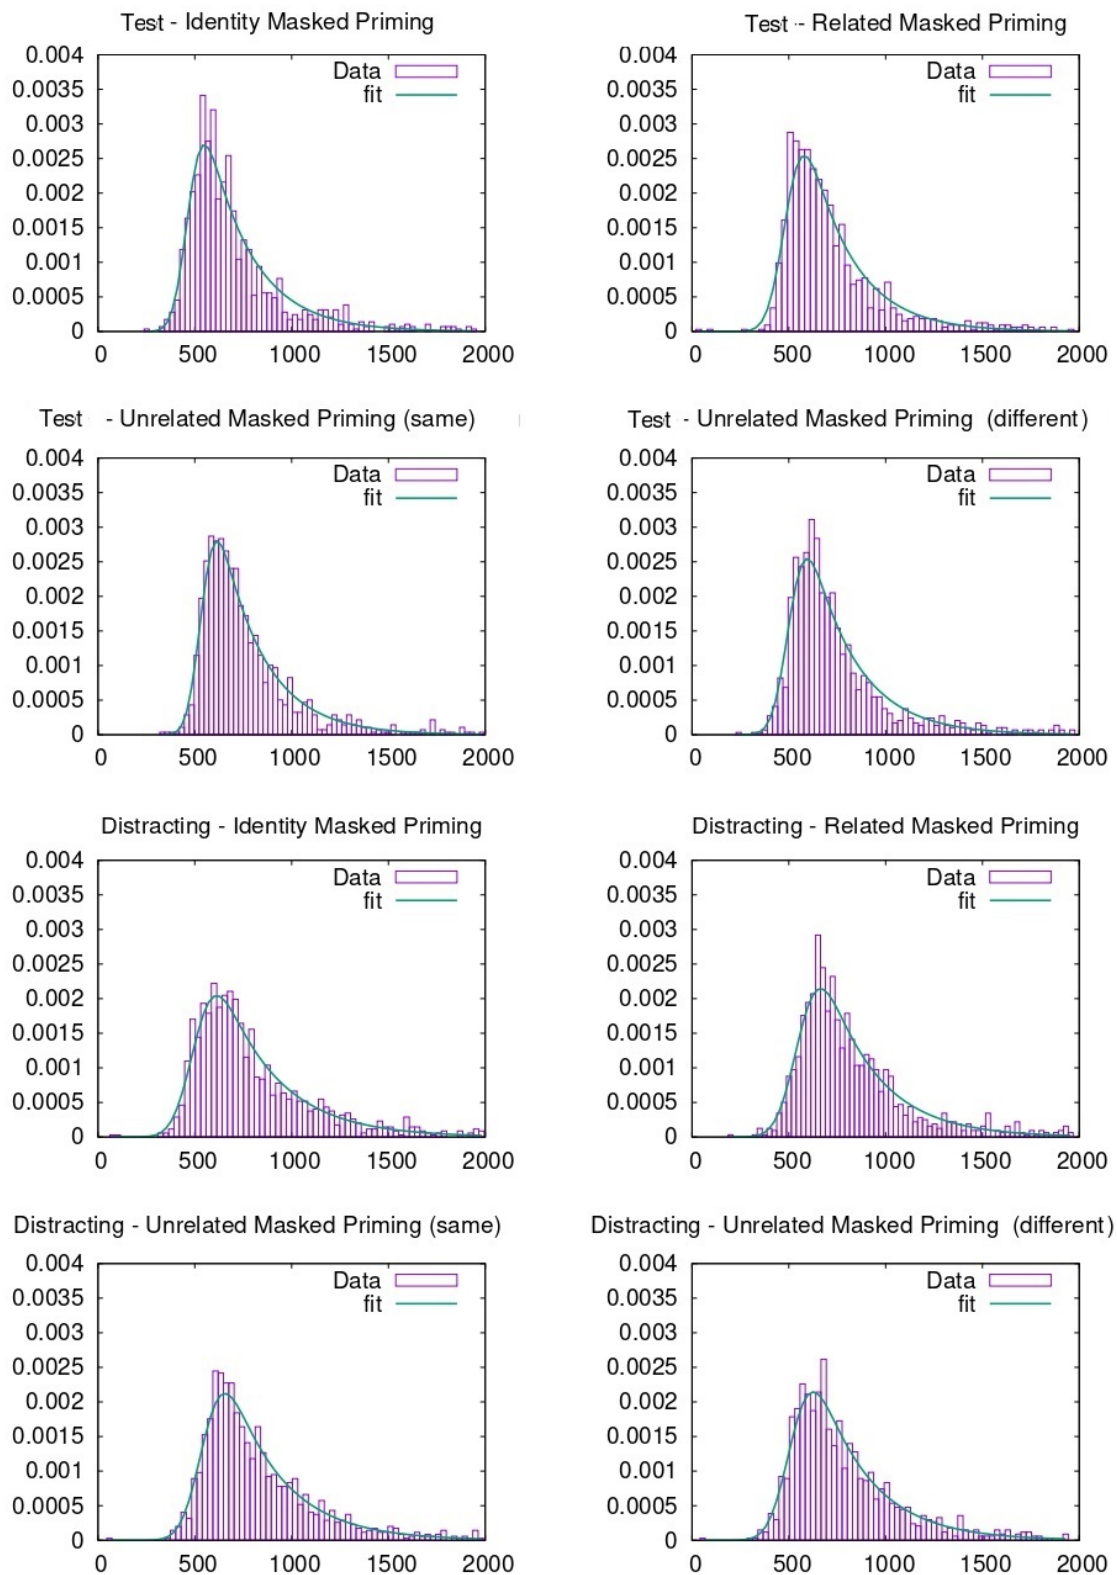 Test - Identity Masked Priming
0.004
0.0035
0.003
0.0025
0.002
0.0015
0.001
0.0005
0
Data
fit
0 500 1000 1500 2000
Test - Related Masked Priming
0.004
0.0035
0.003
0.0025
0.002
0.0015
0.001
0.0005
0
Data
fit
0 500 1000 1500 2000
Test - Unrelated Masked Priming (same)
0.004
0.0035
0.003
0.0025
0.002
0.0015
0.001
0.0005
0
Data
fit
0 500 1000 1500 2000
Test - Unrelated Masked Priming (different)
0.004
0.0035
0.003
0.0025
0.002
0.0015
0.001
0.0005
0
Data
fit
0 500 1000 1500 2000
Distracting - Identity Masked Priming
0.004
0.0035
0.003
0.0025
0.002
0.0015
0.001
0.0005
0
Data
fit
0 500 1000 1500 2000
Distracting - Related Masked Priming
0.004
0.0035
0.003
0.0025
0.002
0.0015
0.001
0.0005
0
Data
fit
0 500 1000 1500 2000
Distracting - Unrelated Masked Priming (same)
0.004
0.0035
0.003
0.0025
0.002
0.0015
0.001
0.0005
0
Data
fit
0 500 1000 1500 2000
Distracting - Unrelated Masked Priming (different)
0.004
0.0035
0.003
0.0025
0.002
0.0015
0.001
0.0005
0
Data
fit
0 500 1000 1500 2000